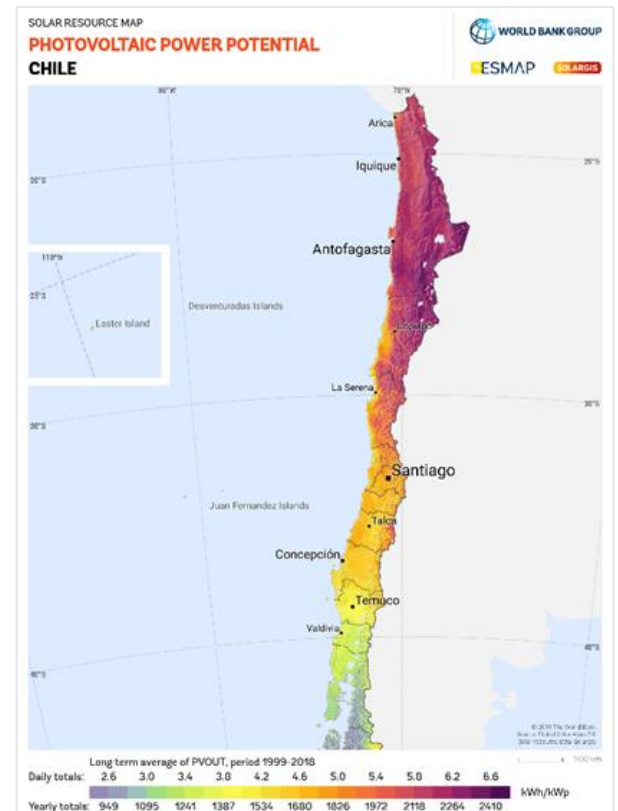 SOLAR RESOURCE MAP
PHOTOVOLTAIC POWER POTENTIAL
CHILE
WORLD BANK GROUP
ESMAP
SOLARGIS
Arica
Iquique
Antofagasta
Desventuradas Islands
Easter Island
Copiapo
La Serena
Santiago
Juan Fernandez Islands
Talca
Concepción
Temuco
Valdivia
Long term average of PVOUT, period 1999-2018
Daily totals: 2.6 3.0 3.4 3.8 4.2 4.6 5.0 5.4 5.8 6.2 6.6
kWh/kWp
Yearly totals: 949 1095 1241 1387 1534 1680 1826 1972 2118 2264 2410